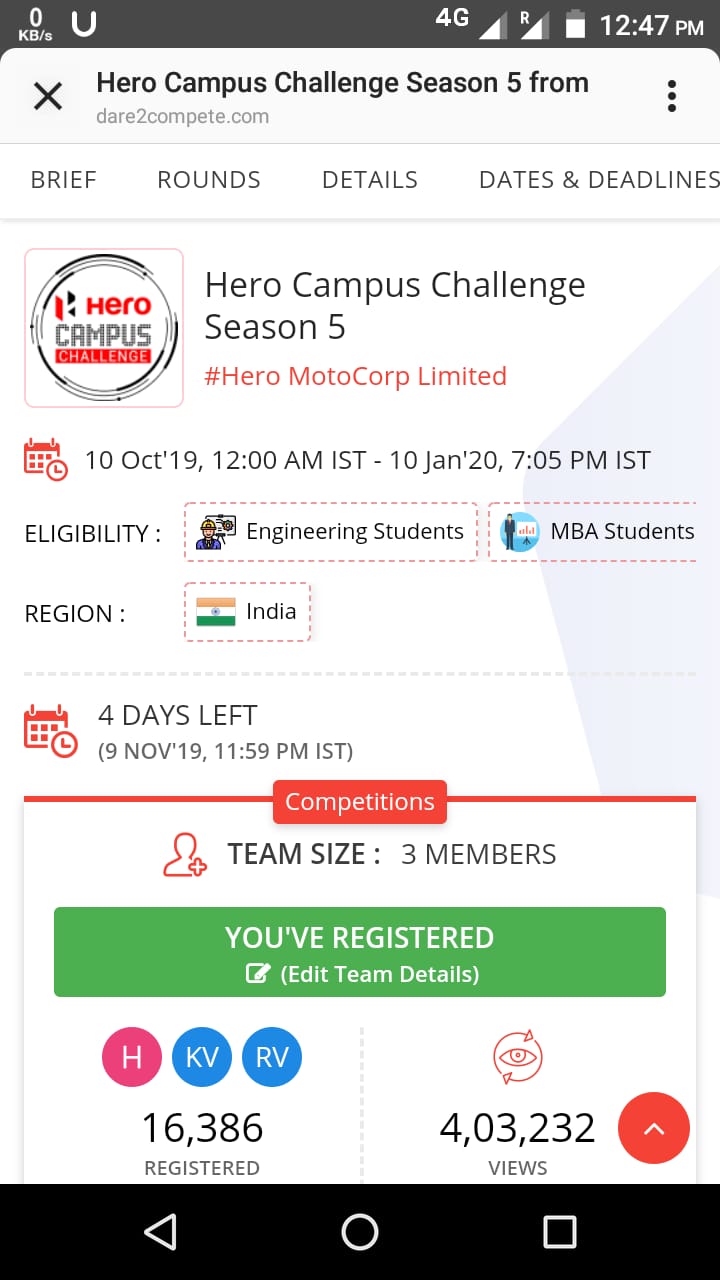 0
KB/s
4G
R
12:47 PM
Hero Campus Challenge Season 5 from
dare2compete.com
BRIEF ROUNDS DETAILS DATES & DEADLINES
Hero
CAMPUS
CHALLENGE
Hero Campus Challenge
Season 5
#Hero MotoCorp Limited
10 Oct'19, 12:00 AM IST - 10 Jan'20, 7:05 PM IST
ELIGIBILITY : Engineering Students MBA Students
REGION : India
4 DAYS LEFT
(9 NOV'19, 11:59 PM IST)
Competitions
TEAM SIZE : 3 MEMBERS
YOU'VE REGISTERED
(Edit Team Details)
H KV RV
16,386 4,03,232
REGISTERED VIEWS